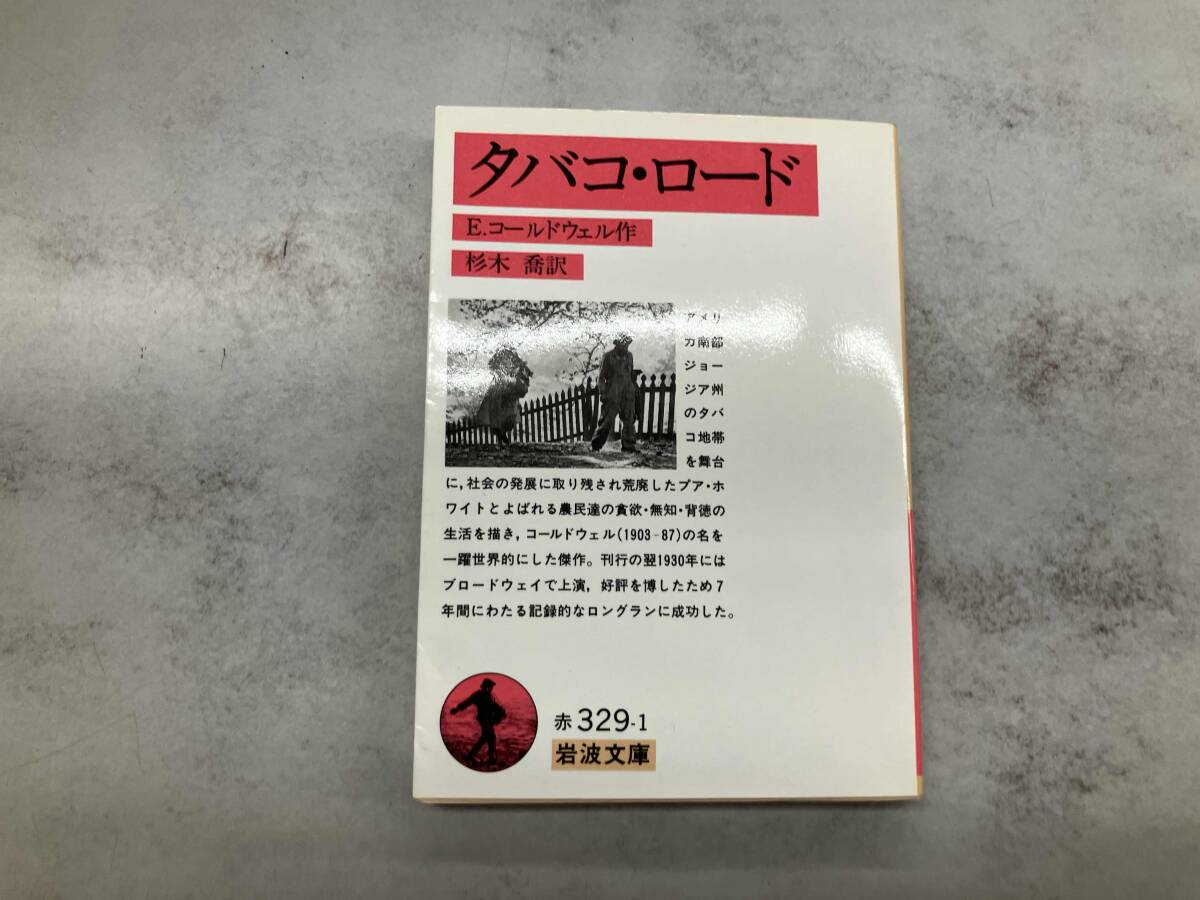 タバコ・ロード
E.コールドウェル作
杉木 喬訳
アメリ
カ南部
ジョー
ジア州
のタバ
コ地帯
を舞台
に，社会の発展に取り残され荒廃したプア・ホ
ワイトとよばれる農民達の貪欲・無知・背徳の
生活を描き，コールドウェル(1903-87)の名を
一躍世界的にした傑作。刊行の翌1930年には
ブロードウェイで上演，好評を博したため7
年間にわたる記録的なロングランに成功した。
赤 329-1
岩波文庫